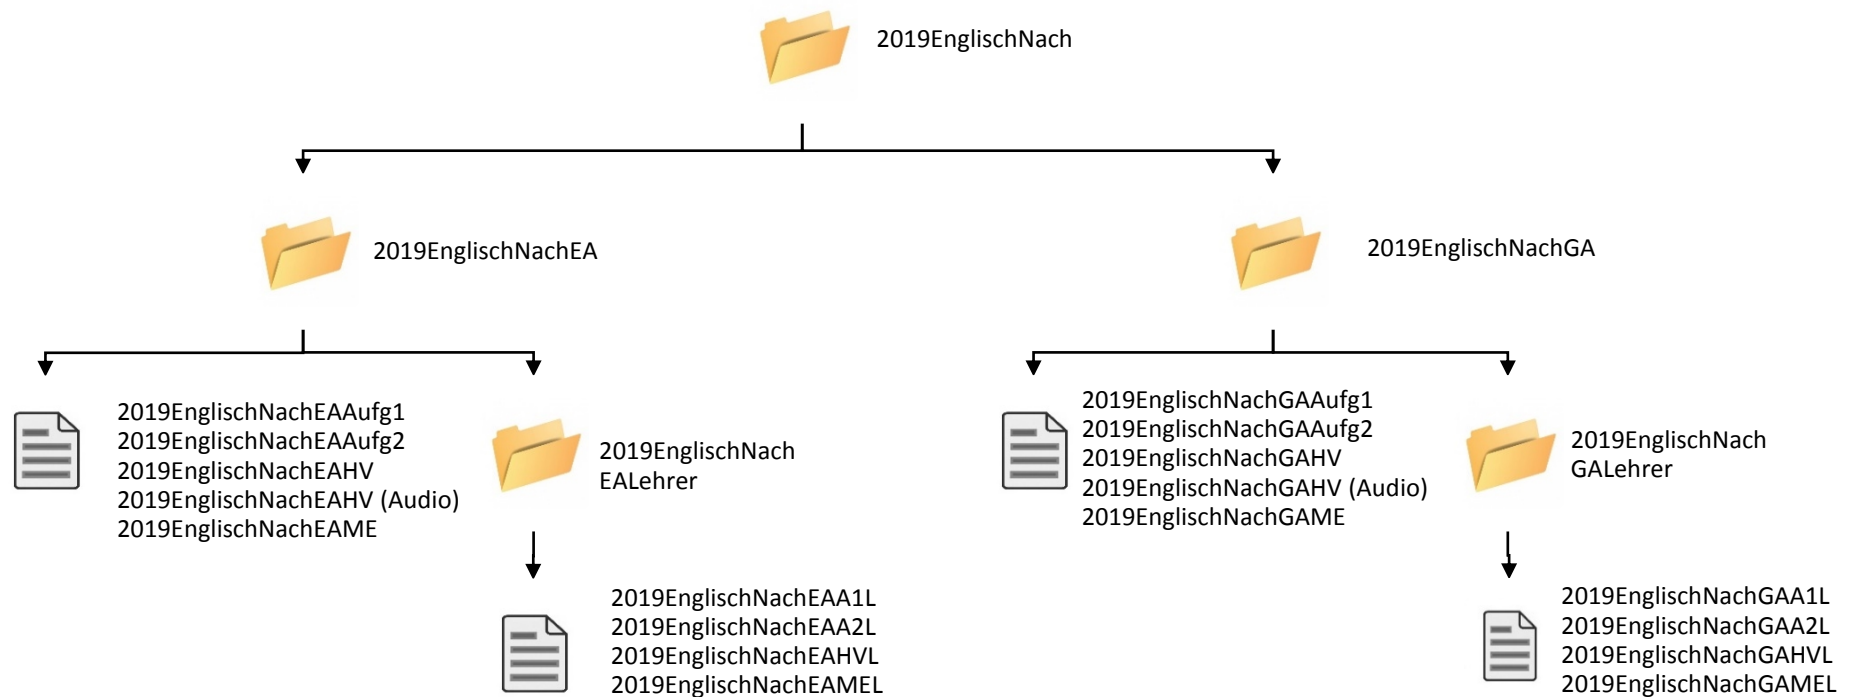 2019EnglischNach
2019EnglischNachEA
2019EnglischNachGA
2019EnglischNachEAAufg1
2019EnglischNachEAAufg2
2019EnglischNachEAHV
2019EnglischNachEAHV (Audio)
2019EnglischNachEAME
2019EnglischNach
EALehrer
2019EnglischNachGAAufg1
2019EnglischNachGAAufg2
2019EnglischNachGAHV
2019EnglischNachGAHV (Audio)
2019EnglischNachGAME
2019EnglischNach
GALehrer
2019EnglischNachEAA1L
2019EnglischNachEAA2L
2019EnglischNachEAHVL
2019EnglischNachEAMEL
2019EnglischNachGAA1L
2019EnglischNachGAA2L
2019EnglischNachGAHVL
2019EnglischNachGAMEL